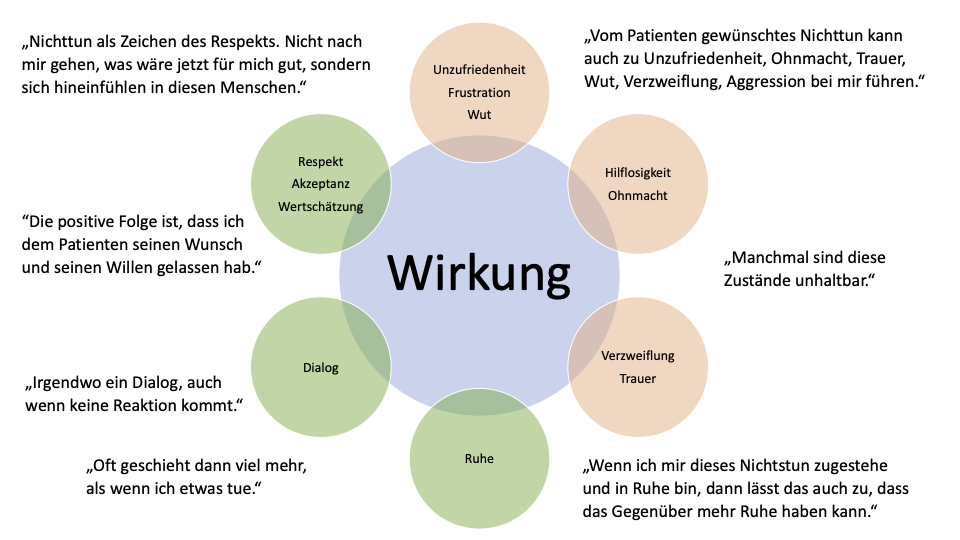 „Nichttun als Zeichen des Respekts. Nicht nach
mir gehen, was wäre jetzt für mich gut, sondern
sich hineinfühlen in diesen Menschen.“
Unzufriedenheit
Frustration
Wut
„Vom Patienten gewünschtes Nichttun kann
auch zu Unzufriedenheit, Ohnmacht, Trauer,
Wut, Verzweiflung, Aggression bei mir führen.“
Respekt
Akzeptanz
Wertschätzung
Hilflosigkeit
Ohnmacht
“Die positive Folge ist, dass ich
dem Patienten seinen Wunsch
und seinen Willen gelassen hab.“
Wirkung
„Manchmal sind diese
Zustände unhaltbar.“
Dialog
Verzweiflung
Trauer
„Irgendwo ein Dialog, auch
wenn keine Reaktion kommt.“
Ruhe
„Oft geschieht dann viel mehr,
als wenn ich etwas tue.“
„Wenn ich mir dieses Nichtstun zugestehe
und in Ruhe bin, dann lässt das auch zu, dass
das Gegenüber mehr Ruhe haben kann.“